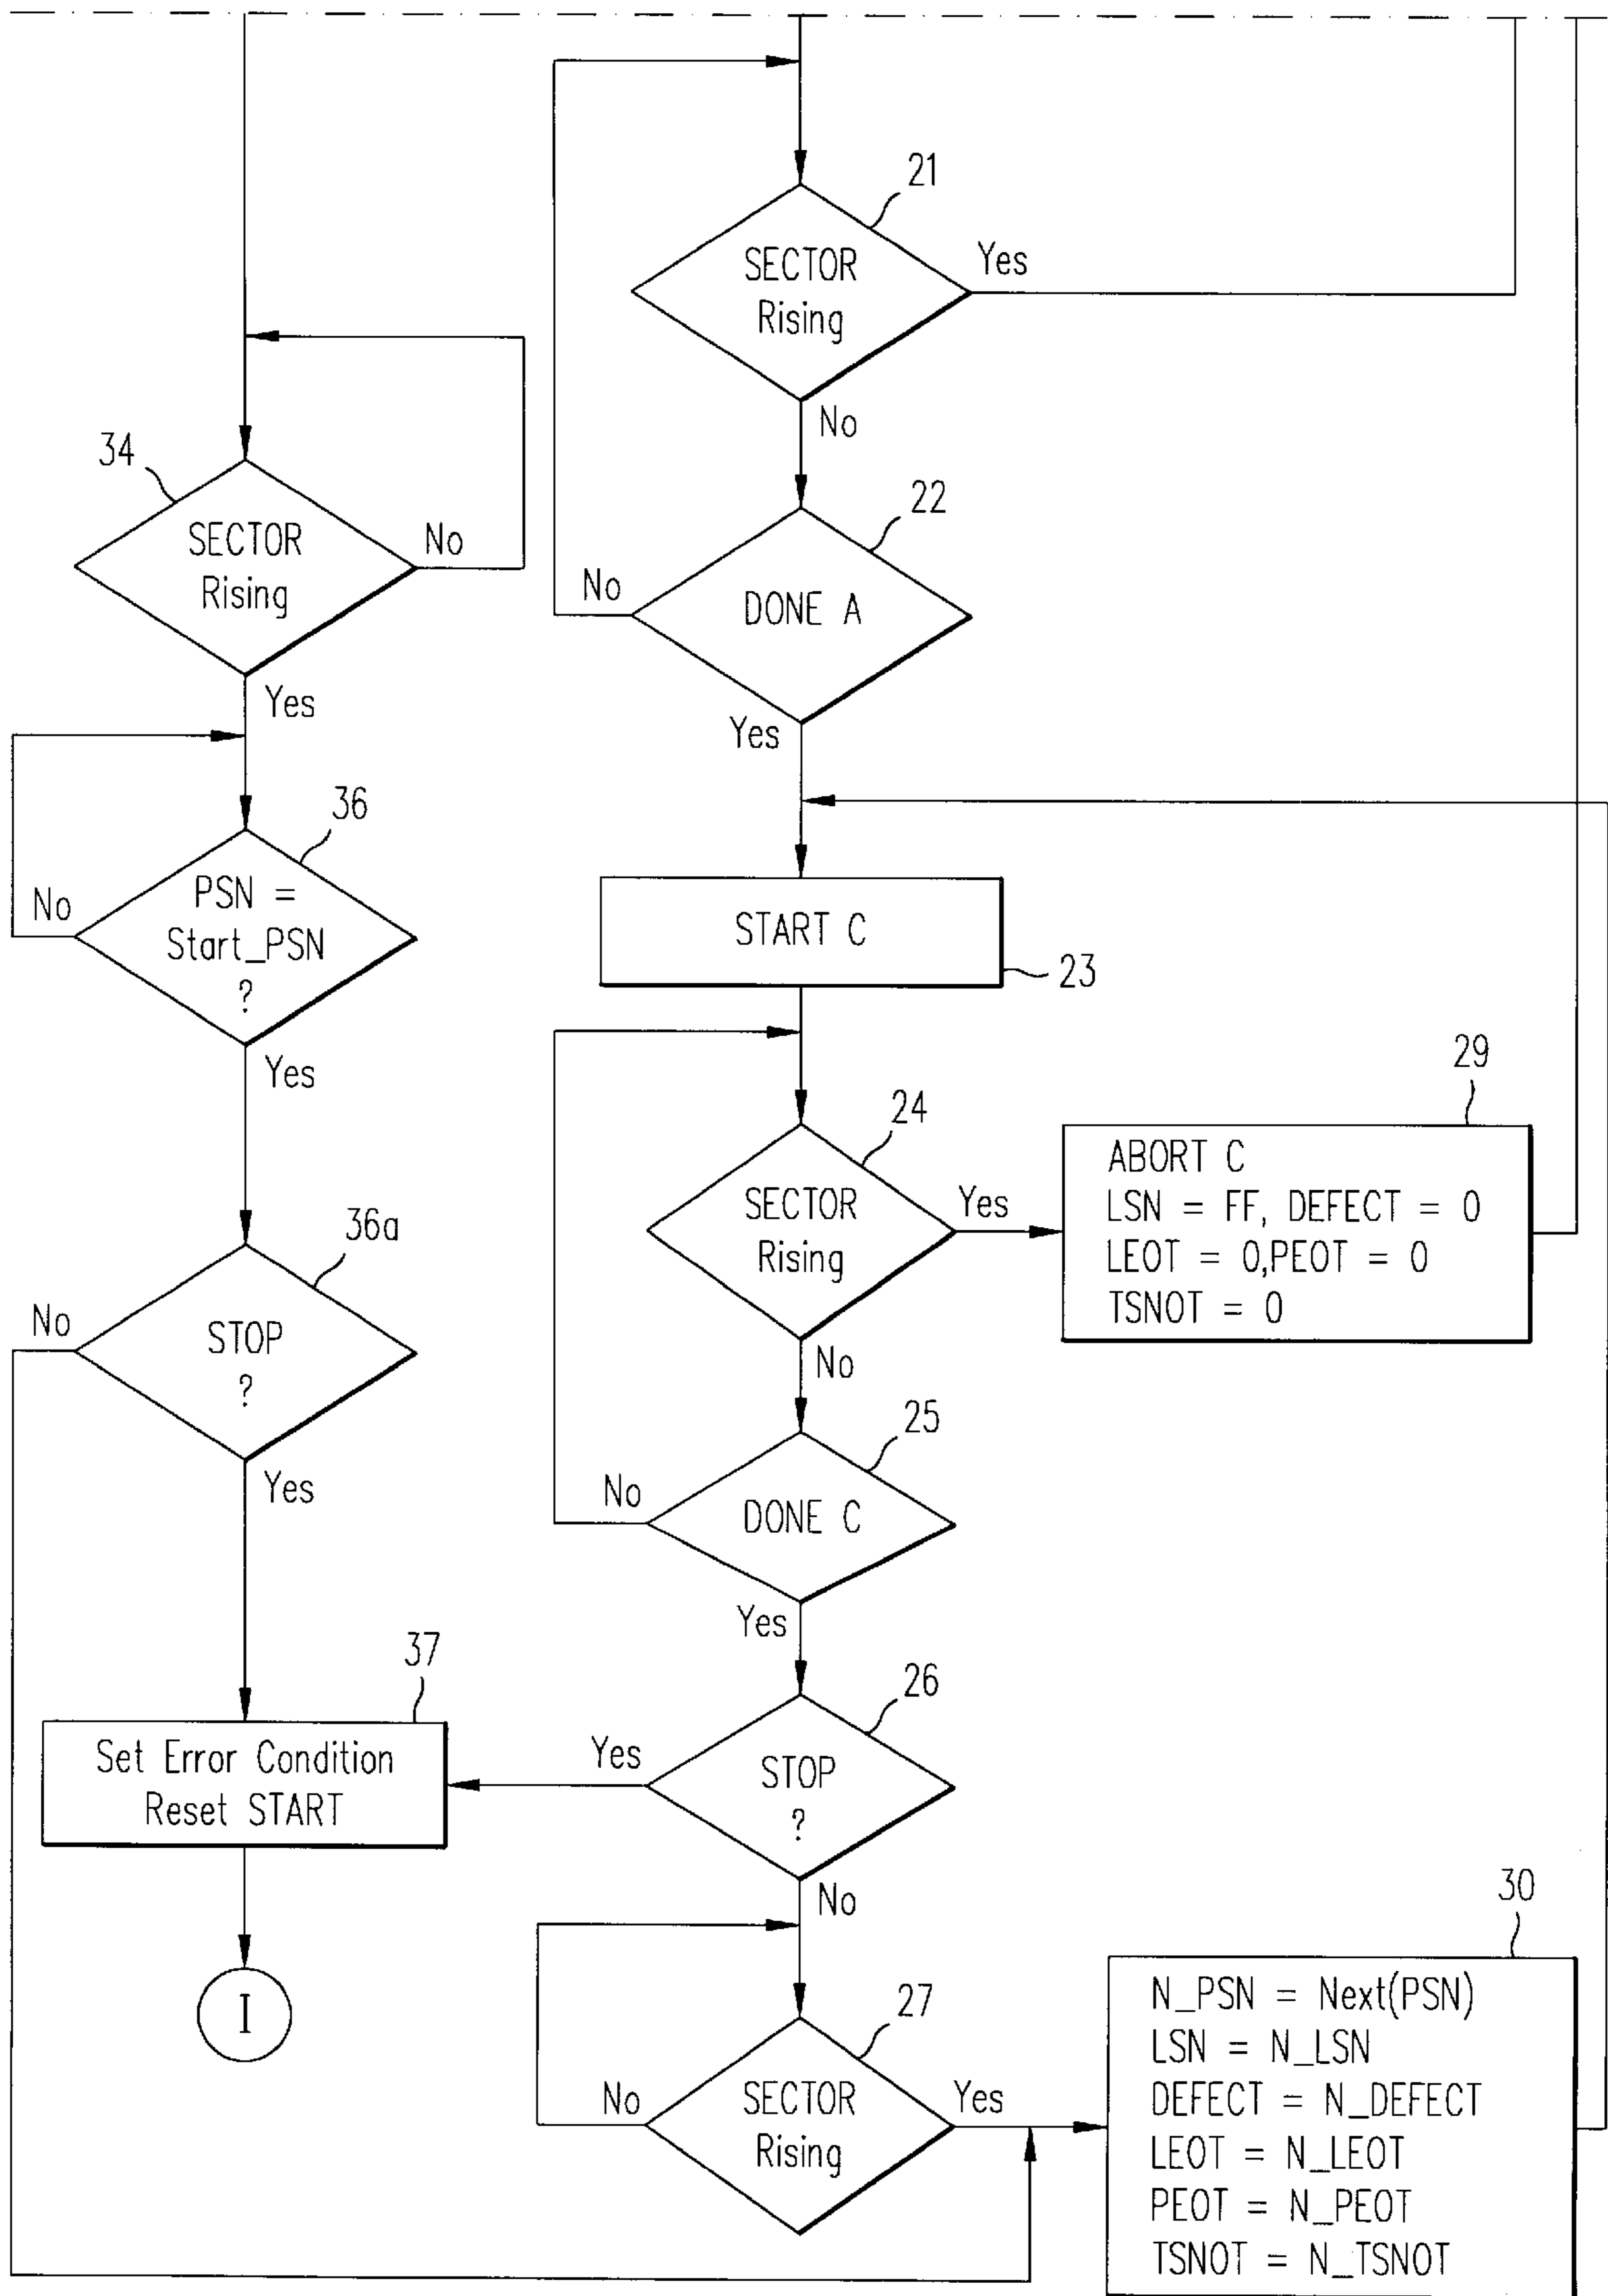 21
SECTOR
Rising
Yes
No
34
SECTOR
Rising
No
Yes
22
DONE A
No
Yes
36
PSN =
Start_PSN
?
No
Yes
START C
23
24
SECTOR
Rising
Yes
No
29
ABORT C
LSN = FF, DEFECT = 0
LEOT = 0,PEOT = 0
TSNOT = 0
36a
STOP
?
No
Yes
25
DONE C
No
Yes
37
Set Error Condition
Reset START
26
STOP
?
Yes
No
I
27
SECTOR
Rising
No
Yes
30
N_PSN = Next(PSN)
LSN = N_LSN
DEFECT = N_DEFECT
LEOT = N_LEOT
PEOT = N_PEOT
TSNOT = N_TSNOT